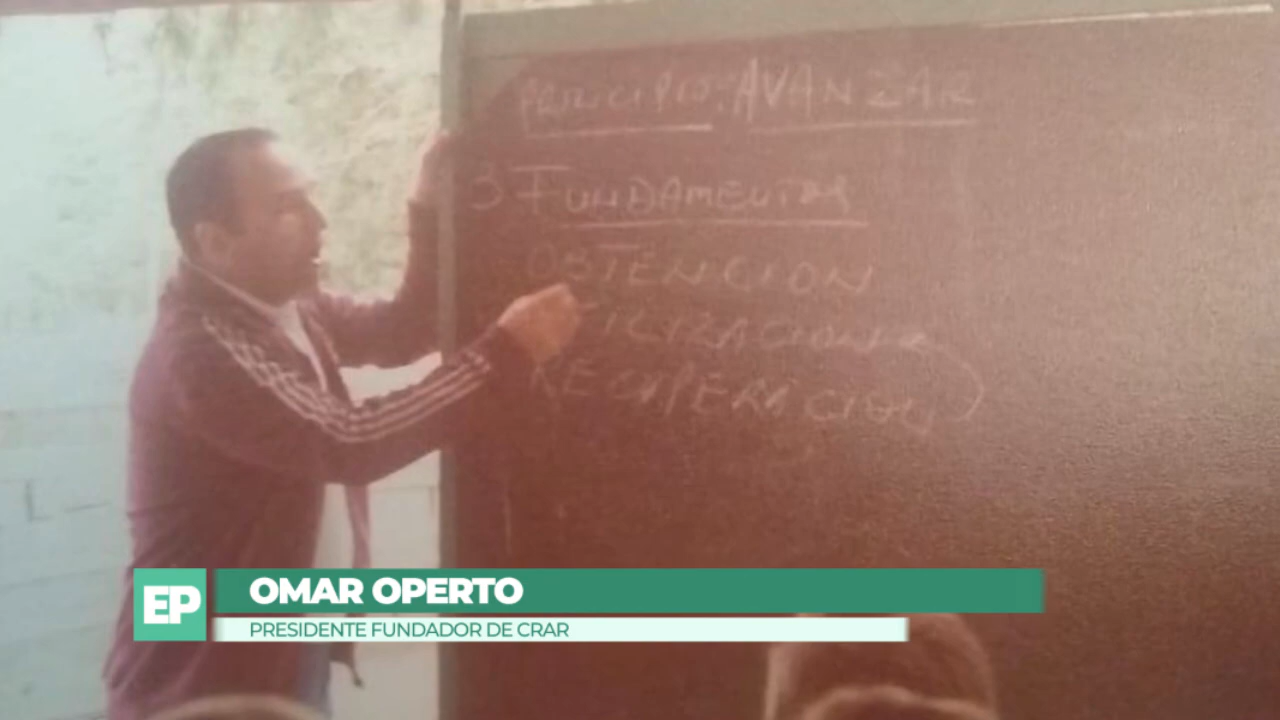 PRINCIPIO: AVANZAR
3 FUNDAMENTOS
OBTENCION
RECUPERACION
EP
OMAR OPERTO
PRESIDENTE FUNDADOR DE CRAR